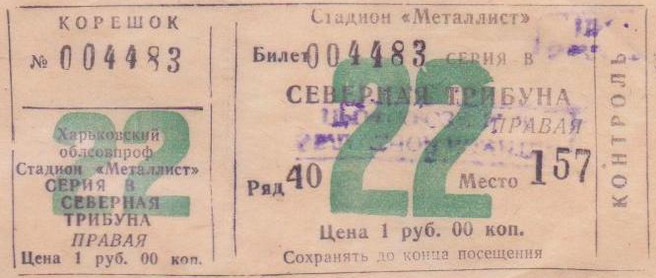 КОРЕШОК
№ 004483
22
Харьковский
облсовпроф
Стадион «Металлист»
СЕРИЯ В
СЕВЕРНАЯ
ТРИБУНА
ПРАВАЯ
Цена 1 руб. 00 коп.
Стадион «Металлист»
Билет 004483 СЕРИЯ В
22
СЕВЕРНАЯ ТРИБУНА
ПРАВАЯ
Ряд 40 Место 157
Цена 1 руб. 00 коп.
Сохранять до конца посещения
КОНТРОЛЬ